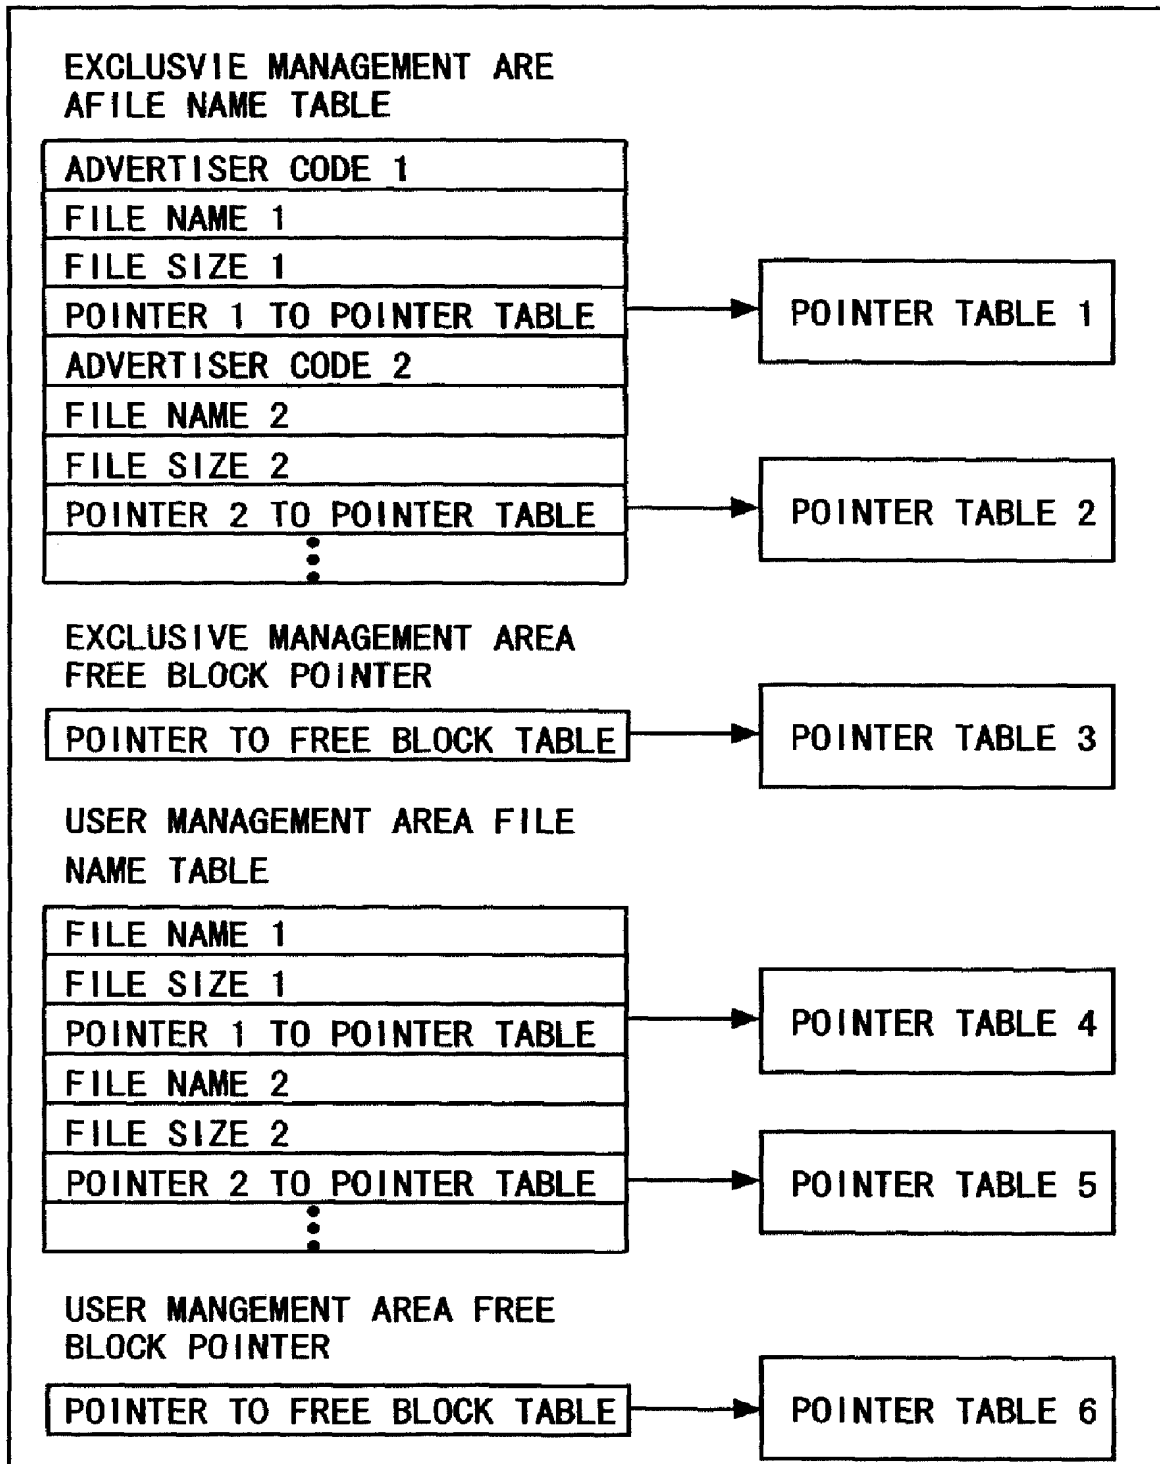 EXCLUSVIE MANAGEMENT ARE
AFILE NAME TABLE
ADVERTISER CODE 1
FILE NAME 1
FILE SIZE 1
POINTER 1 TO POINTER TABLE
POINTER TABLE 1
ADVERTISER CODE 2
FILE NAME 2
FILE SIZE 2
POINTER 2 TO POINTER TABLE
POINTER TABLE 2
EXCLUSIVE MANAGEMENT AREA
FREE BLOCK POINTER
POINTER TO FREE BLOCK TABLE
POINTER TABLE 3
USER MANAGEMENT AREA FILE
NAME TABLE
FILE NAME 1
FILE SIZE 1
POINTER 1 TO POINTER TABLE
POINTER TABLE 4
FILE NAME 2
FILE SIZE 2
POINTER 2 TO POINTER TABLE
POINTER TABLE 5
USER MANGEMENT AREA FREE
BLOCK POINTER
POINTER TO FREE BLOCK TABLE
POINTER TABLE 6